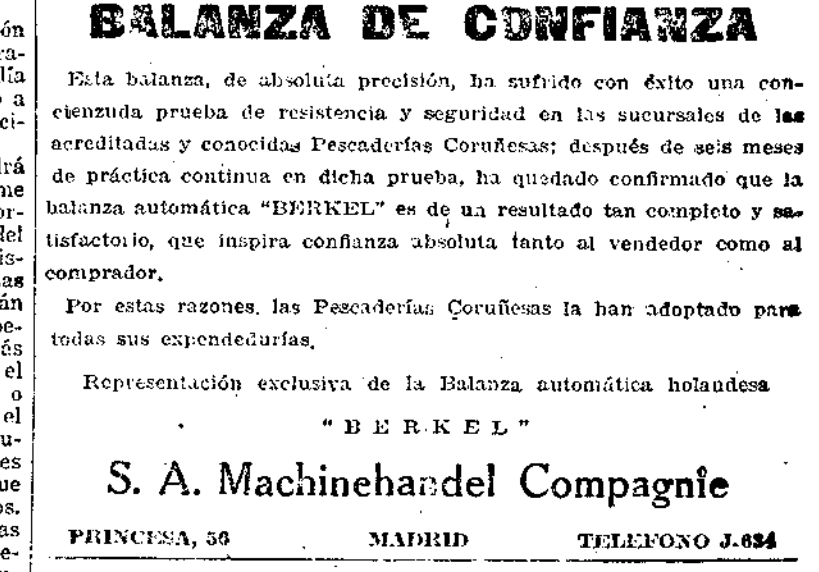 BALANZA DE CONFIANZA
Esta balanza, de absoluta precisión, ha sufrido con éxito una con-
cienzuda prueba de resistencia y seguridad en las sucursales de las
acreditadas y conocidas Pescaderías Coruñesas; después de seis meses
de práctica continua en dicha prueba, ha quedado confirmado que la
balanza automática "BERKEL" es de un resultado tan completo y sa-
tisfactorio, que inspira confianza absoluta tanto al vendedor como al
comprador.
Por estas razones, las Pescaderías Coruñesas la han adoptado para
todas sus expendedurías.
Representación exclusiva de la Balanza automática holandesa
"BERKEL"
S. A. Machinehandel Compagnie
PRINCESA, 56 MADRID TELEFONO J-634